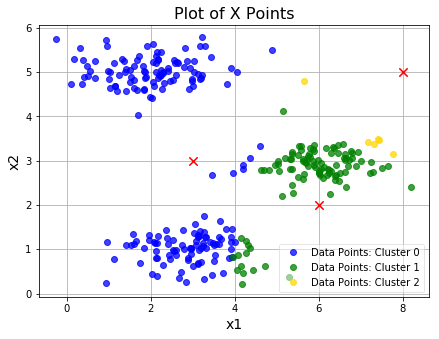 Plot of X Points
6
5
4
3
2
1
0
x2
0
2
4
6
8
x1
Data Points: Cluster 0
Data Points: Cluster 1
Data Points: Cluster 2